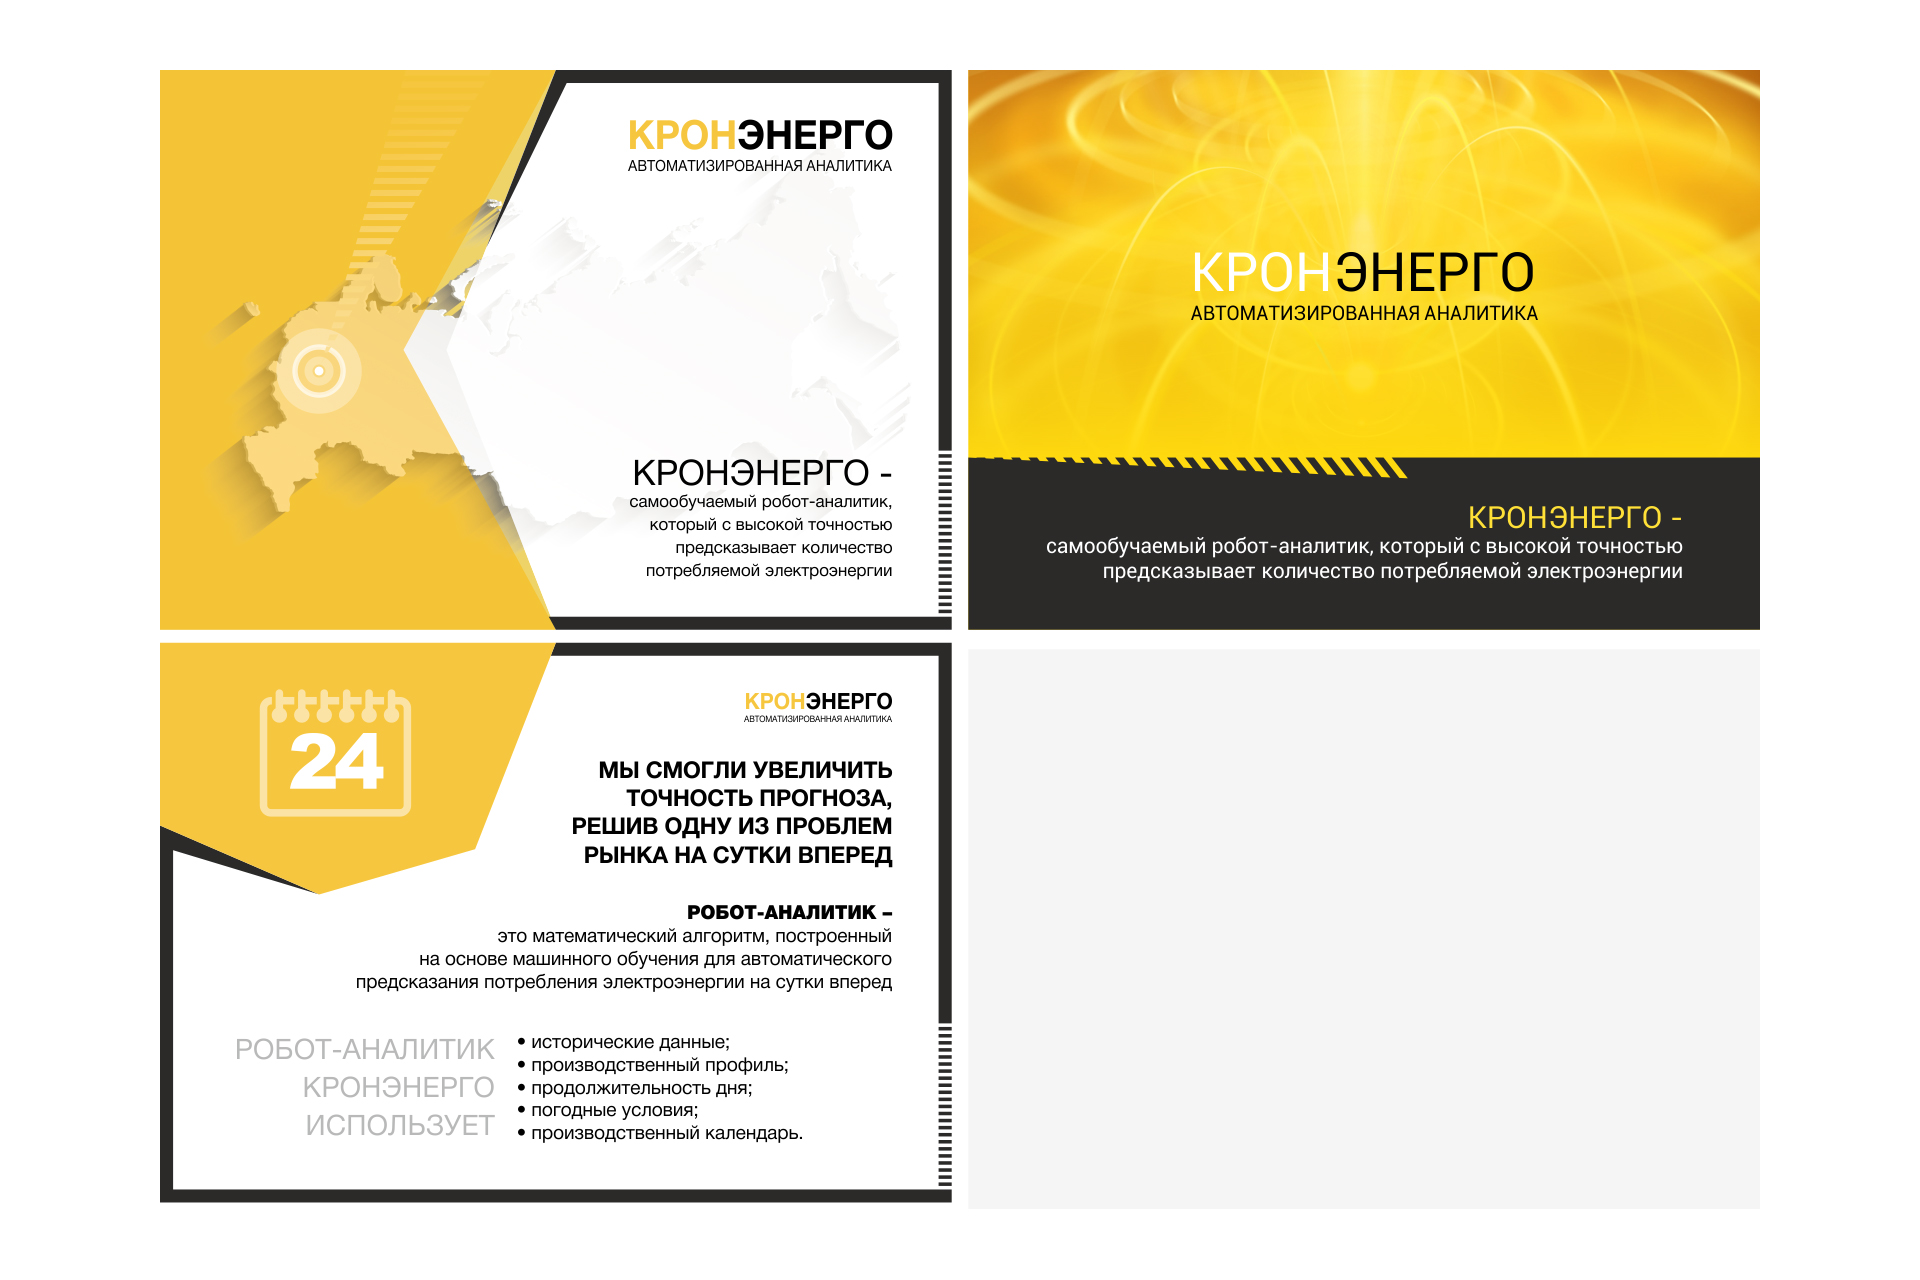 КРОНЭНЕРГО
АВТОМАТИЗИРОВАННАЯ АНАЛИТИКА
КРОНЭНЕРГО -
самообучаемый робот-аналитик,
который с высокой точностью
предсказывает количество
потребляемой электроэнергии
КРОНЭНЕРГО
АВТОМАТИЗИРОВАННАЯ АНАЛИТИКА
КРОНЭНЕРГО -
самообучаемый робот-аналитик, который с высокой точностью
предсказывает количество потребляемой электроэнергии
24
КРОНЭНЕРГО
АВТОМАТИЗИРОВАННАЯ АНАЛИТИКА
МЫ СМОГЛИ УВЕЛИЧИТЬ
ТОЧНОСТЬ ПРОГНОЗА,
РЕШИВ ОДНУ ИЗ ПРОБЛЕМ
РЫНКА НА СУТКИ ВПЕРЕД
РОБОТ-АНАЛИТИК –
это математический алгоритм, построенный
на основе машинного обучения для автоматического
предсказания потребления электроэнергии на сутки вперед
РОБОТ-АНАЛИТИК
КРОНЭНЕРГО
ИСПОЛЬЗУЕТ
• исторические данные;
• производственный профиль;
• продолжительность дня;
• погодные условия;
• производственный календарь.